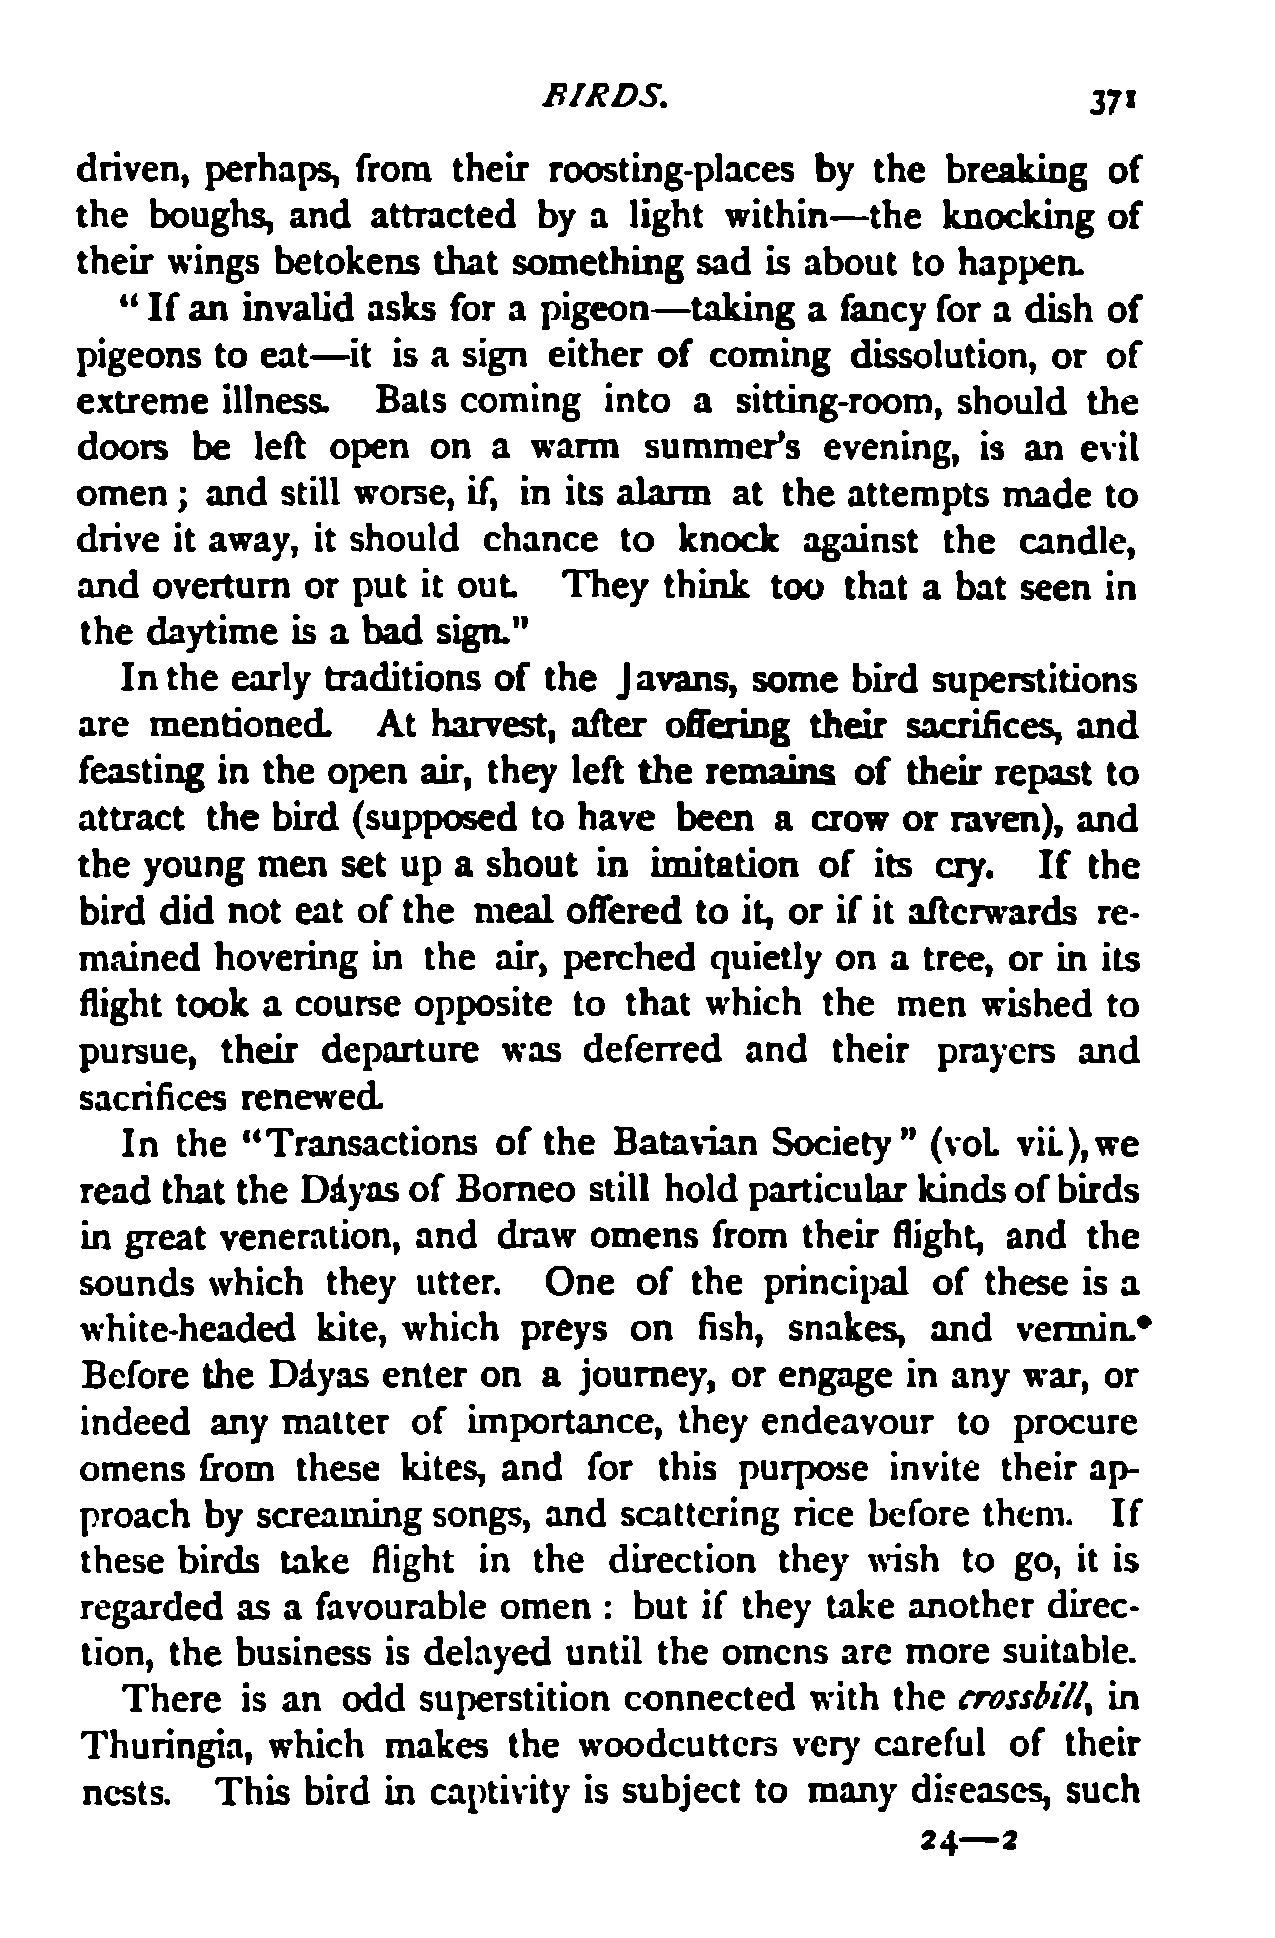 BIRDS. 371
driven, perhaps, from their roosting-places by the breaking of
the boughs, and attracted by a light within—the knocking of
their wings betokens that something sad is about to happen.
“ If an invalid asks for a pigeon—taking a fancy for a dish of
pigeons to eat—it is a sign either of coming dissolution, or of
extreme illness. Bats coming into a sitting-room, should the
doors be left open on a warm summer's evening, is an evil
omen ; and still worse, if, in its alarm at the attempts made to
drive it away, it should chance to knock against the candle,
and overturn or put it out. They think too that a bat seen in
the daytime is a bad sign."
In the early traditions of the Javans, some bird superstitions
are mentioned. At harvest, after offering their sacrifices, and
feasting in the open air, they left the remains of their repast to
attract the bird (supposed to have been a crow or raven), and
the young men set up a shout in imitation of its cry. If the
bird did not eat of the meal offered to it, or if it afterwards re-
mained hovering in the air, perched quietly on a tree, or in its
flight took a course opposite to that which the men wished to
pursue, their departure was deferred and their prayers and
sacrifices renewed.
In the “Transactions of the Batavian Society” (vol. vii.), we
read that the Dáyas of Borneo still hold particular kinds of birds
in great veneration, and draw omens from their flight, and the
sounds which they utter. One of the principal of these is a
white-headed kite, which preys on fish, snakes, and vermin.*
Before the Dáyas enter on a journey, or engage in any war, or
indeed any matter of importance, they endeavour to procure
omens from these kites, and for this purpose invite their ap-
proach by screaming songs, and scattering rice before them. If
these birds take flight in the direction they wish to go, it is
regarded as a favourable omen : but if they take another direc-
tion, the business is delayed until the omens are more suitable.
There is an odd superstition connected with the crossbill, in
Thuringia, which makes the woodcutters very careful of their
nests. This bird in captivity is subject to many diseases, such
24—2